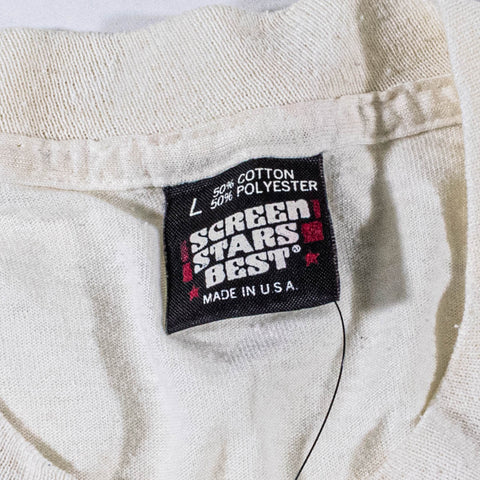 L 50% COTTON
50% POLYESTER
SCREEN
STARS
BEST®
MADE IN U.S.A.